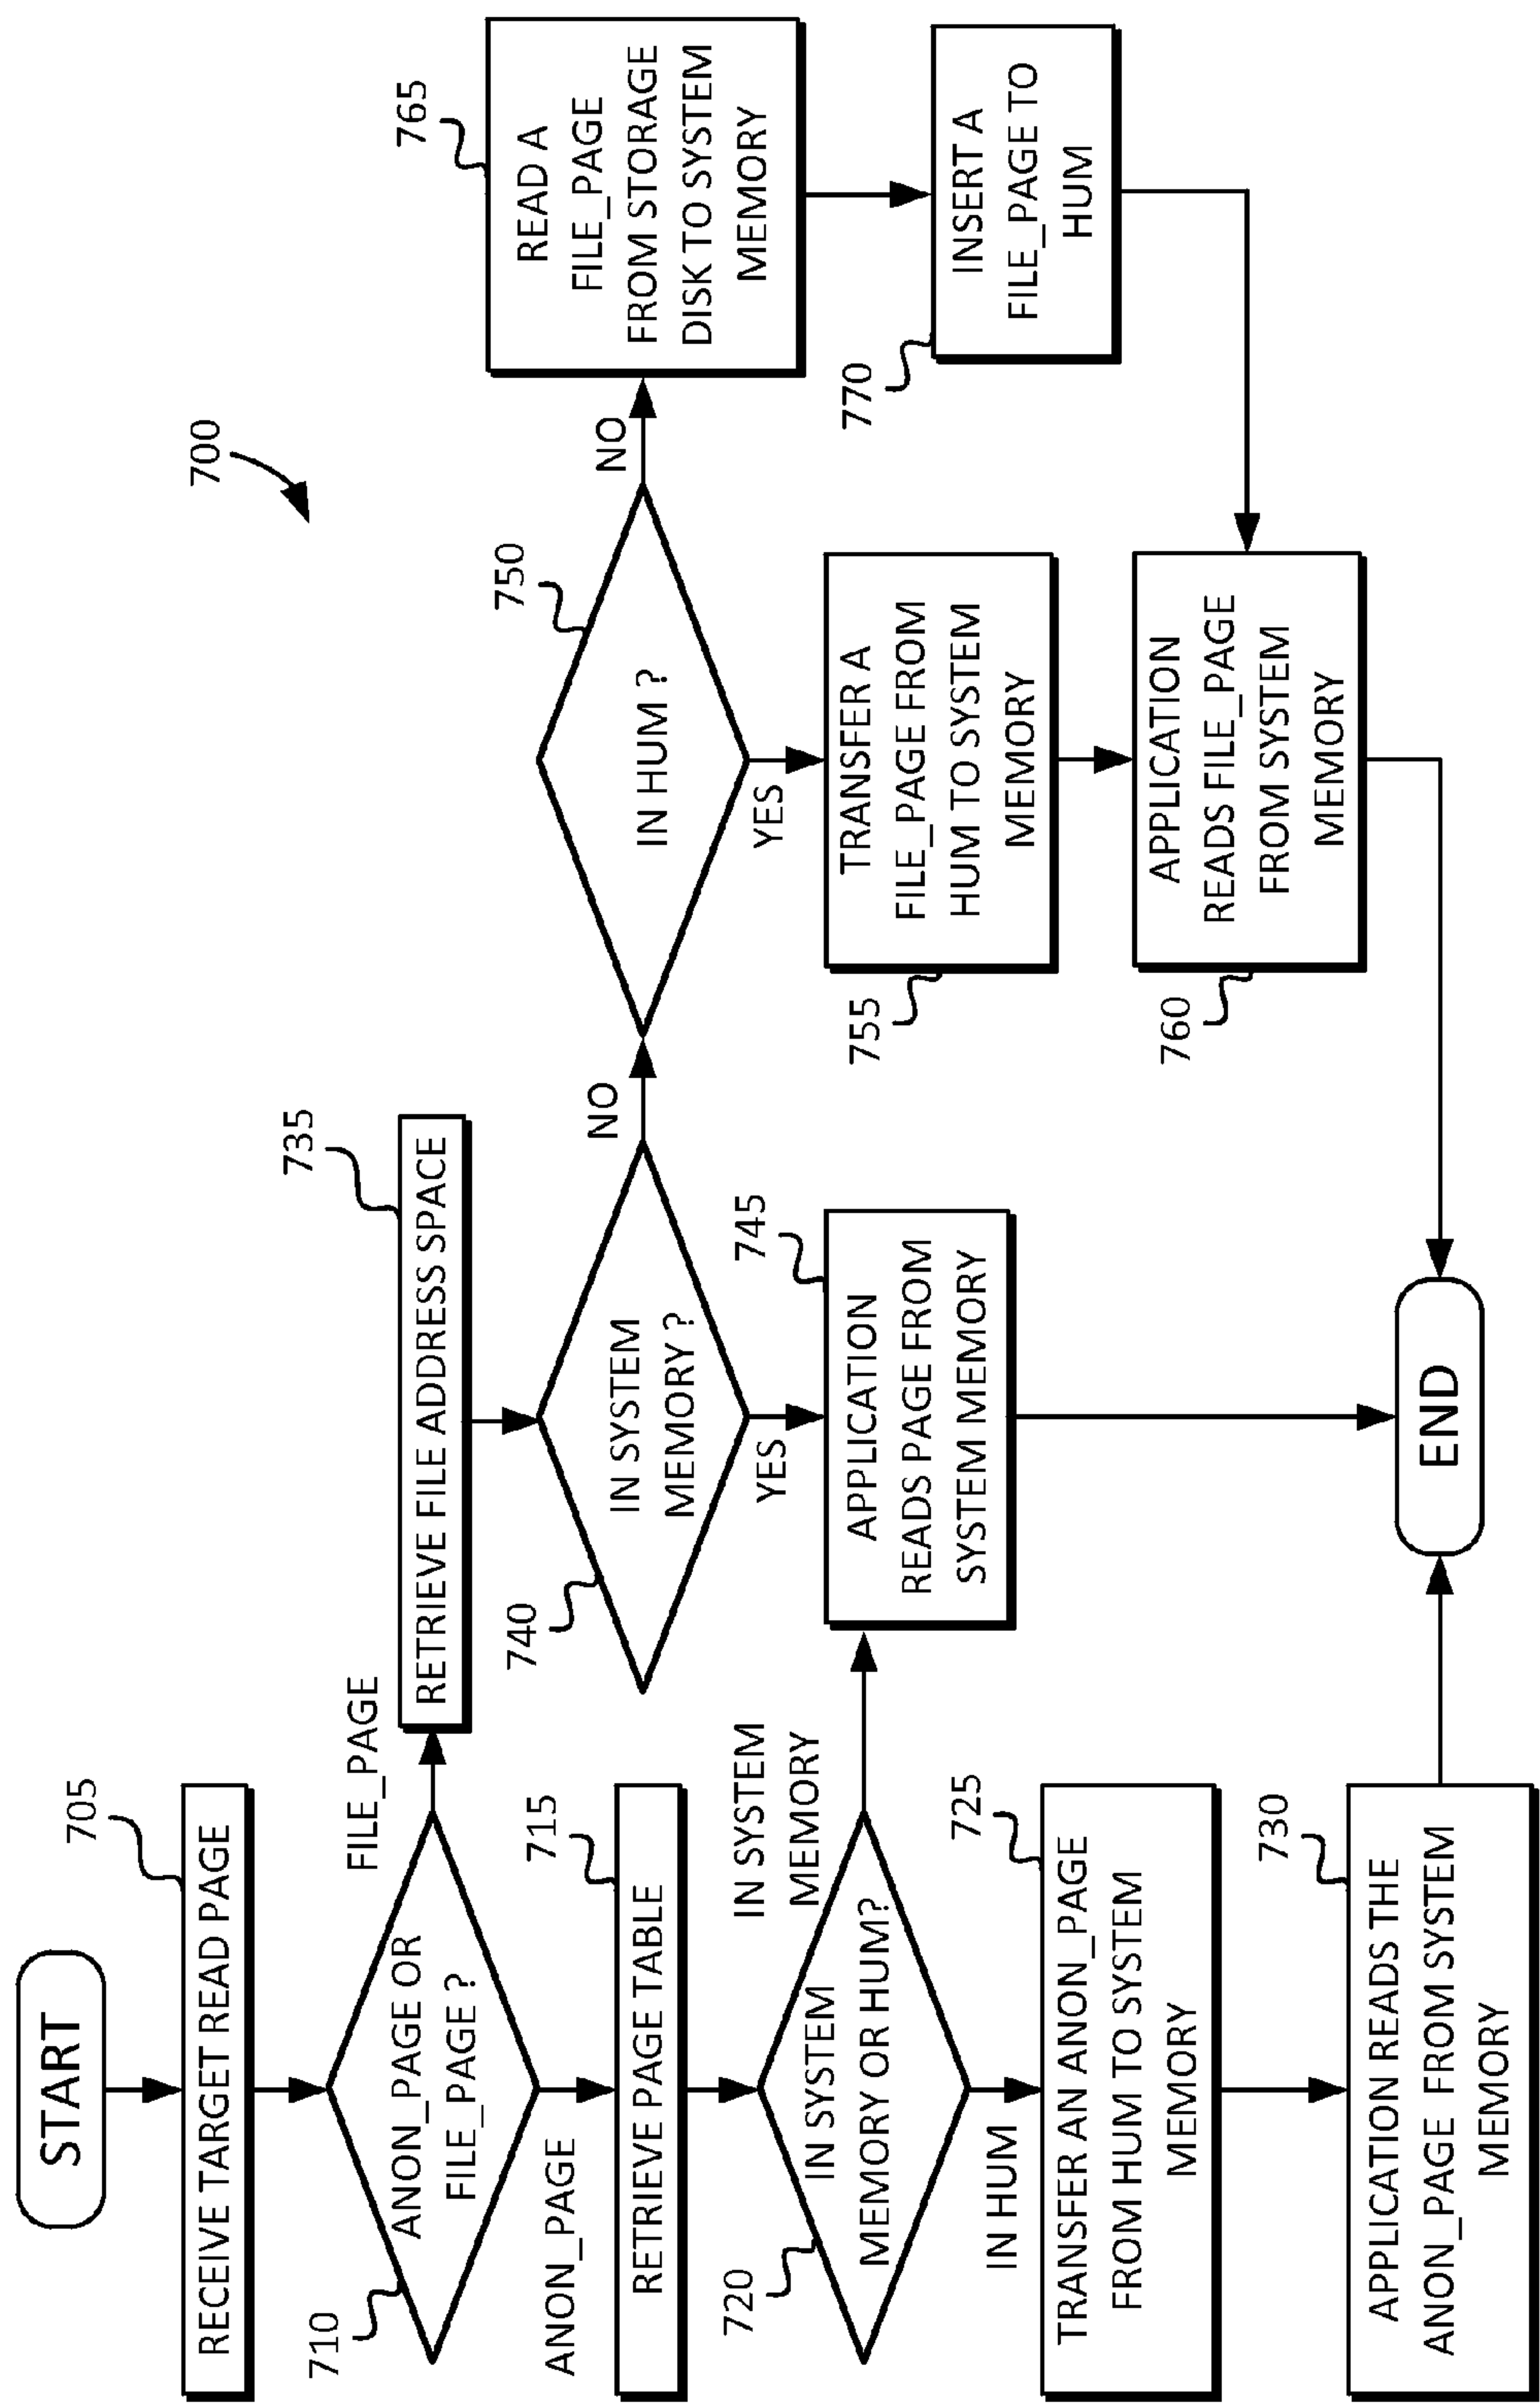 700
START
705
RECEIVE TARGET READ PAGE
710
ANON_PAGE OR
FILE_PAGE ?
FILE_PAGE
ANON_PAGE
715
RETRIEVE PAGE TABLE
720
IN SYSTEM
MEMORY OR HUM?
IN SYSTEM
MEMORY
IN HUM
725
TRANSFER AN ANON_PAGE
FROM HUM TO SYSTEM
MEMORY
730
APPLICATION READS THE
ANON_PAGE FROM SYSTEM
MEMORY
735
RETRIEVE FILE ADDRESS SPACE
740
IN SYSTEM
MEMORY ?
NO
YES
745
APPLICATION
READS PAGE FROM
SYSTEM MEMORY
750
IN HUM ?
NO
YES
755
TRANSFER A
FILE_PAGE FROM
HUM TO SYSTEM
MEMORY
760
APPLICATION
READS FILE_PAGE
FROM SYSTEM
MEMORY
765
READ A
FILE_PAGE
FROM STORAGE
DISK TO SYSTEM
MEMORY
770
INSERT A
FILE_PAGE TO
HUM
END